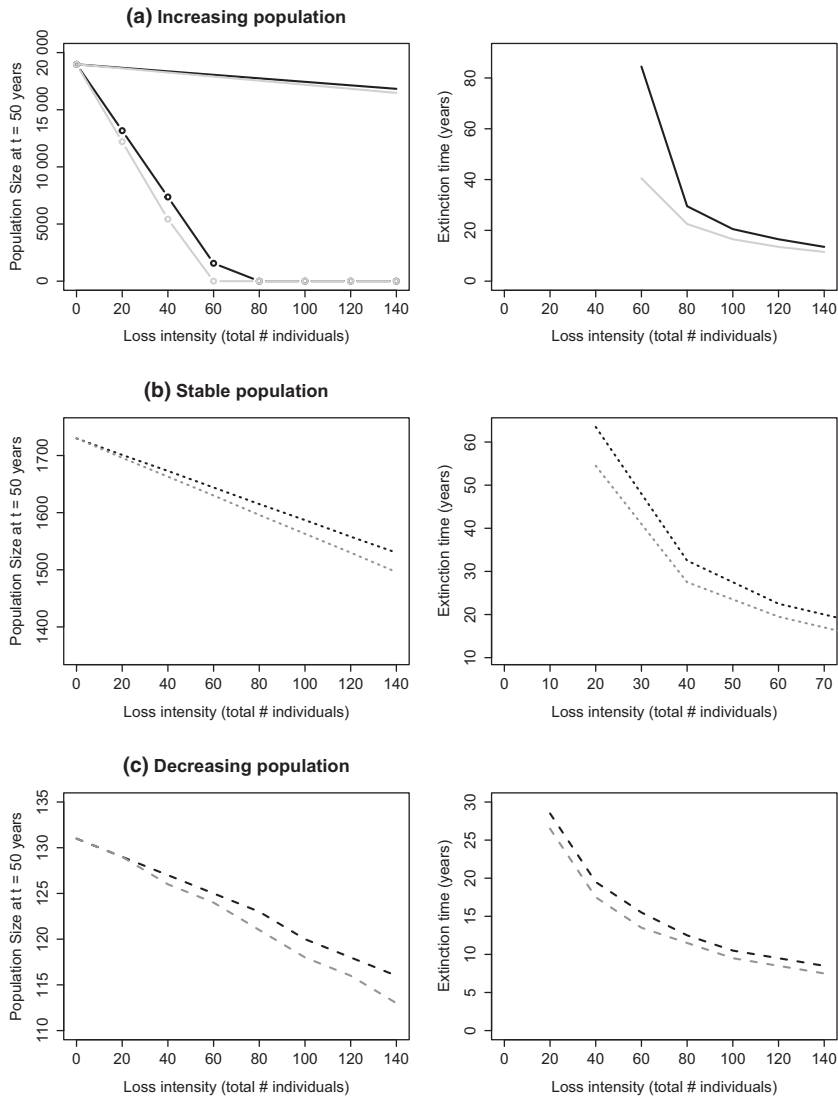 (a) Increasing population
Population Size at t = 50 years
0 5000 10 000 15 000 20 000
0 20 40 60 80 100 120 140
Loss intensity (total # individuals)
Extinction time (years)
0 20 40 60 80
0 20 40 60 80 100 120 140
Loss intensity (total # individuals)
(b) Stable population
Population Size at t = 50 years
1400 1500 1600 1700
0 20 40 60 80 100 120 140
Loss intensity (total # individuals)
Extinction time (years)
10 20 30 40 50 60
0 10 20 30 40 50 60 70
Loss intensity (total # individuals)
(c) Decreasing population
Population Size at t = 50 years
110 115 120 125 130 135
0 20 40 60 80 100 120 140
Loss intensity (total # individuals)
Extinction time (years)
0 5 10 15 20 25 30
0 20 40 60 80 100 120 140
Loss intensity (total # individuals)